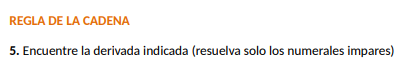 REGLA DE LA CADENA
5. Encuentre la derivada indicada (resuelva solo los numerales impares)